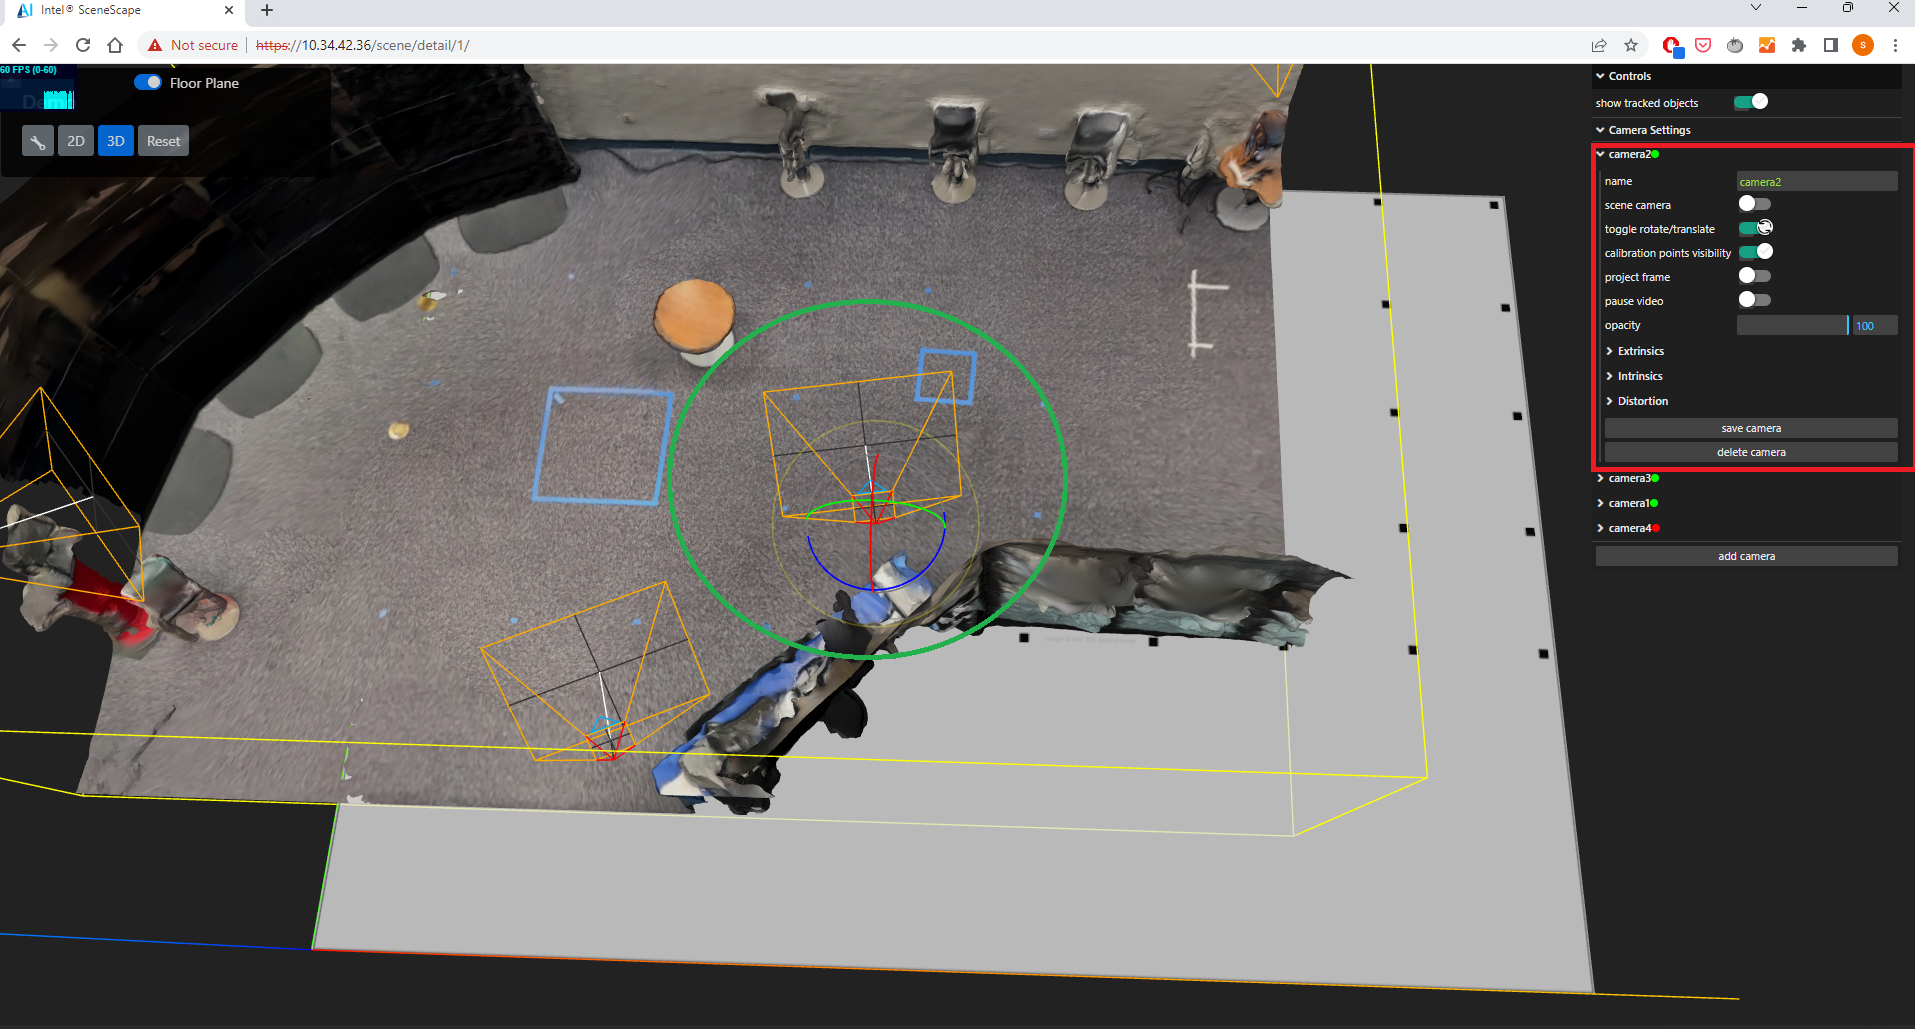 Intel® SceneScape
Not secure
https://10.34.42.36/scene/detail/1/
S
60 FPS (0-60)
Floor Plane
Dem
2D
3D
Reset
Controls
show tracked objects
Camera Settings
camera2
name
camera2
scene camera
toggle rotate/translate
calibration points visibility
project frame
pause video
opacity
100
Extrinsics
Intrinsics
Distortion
save camera
delete camera
camera3
camera1
camera4
add camera